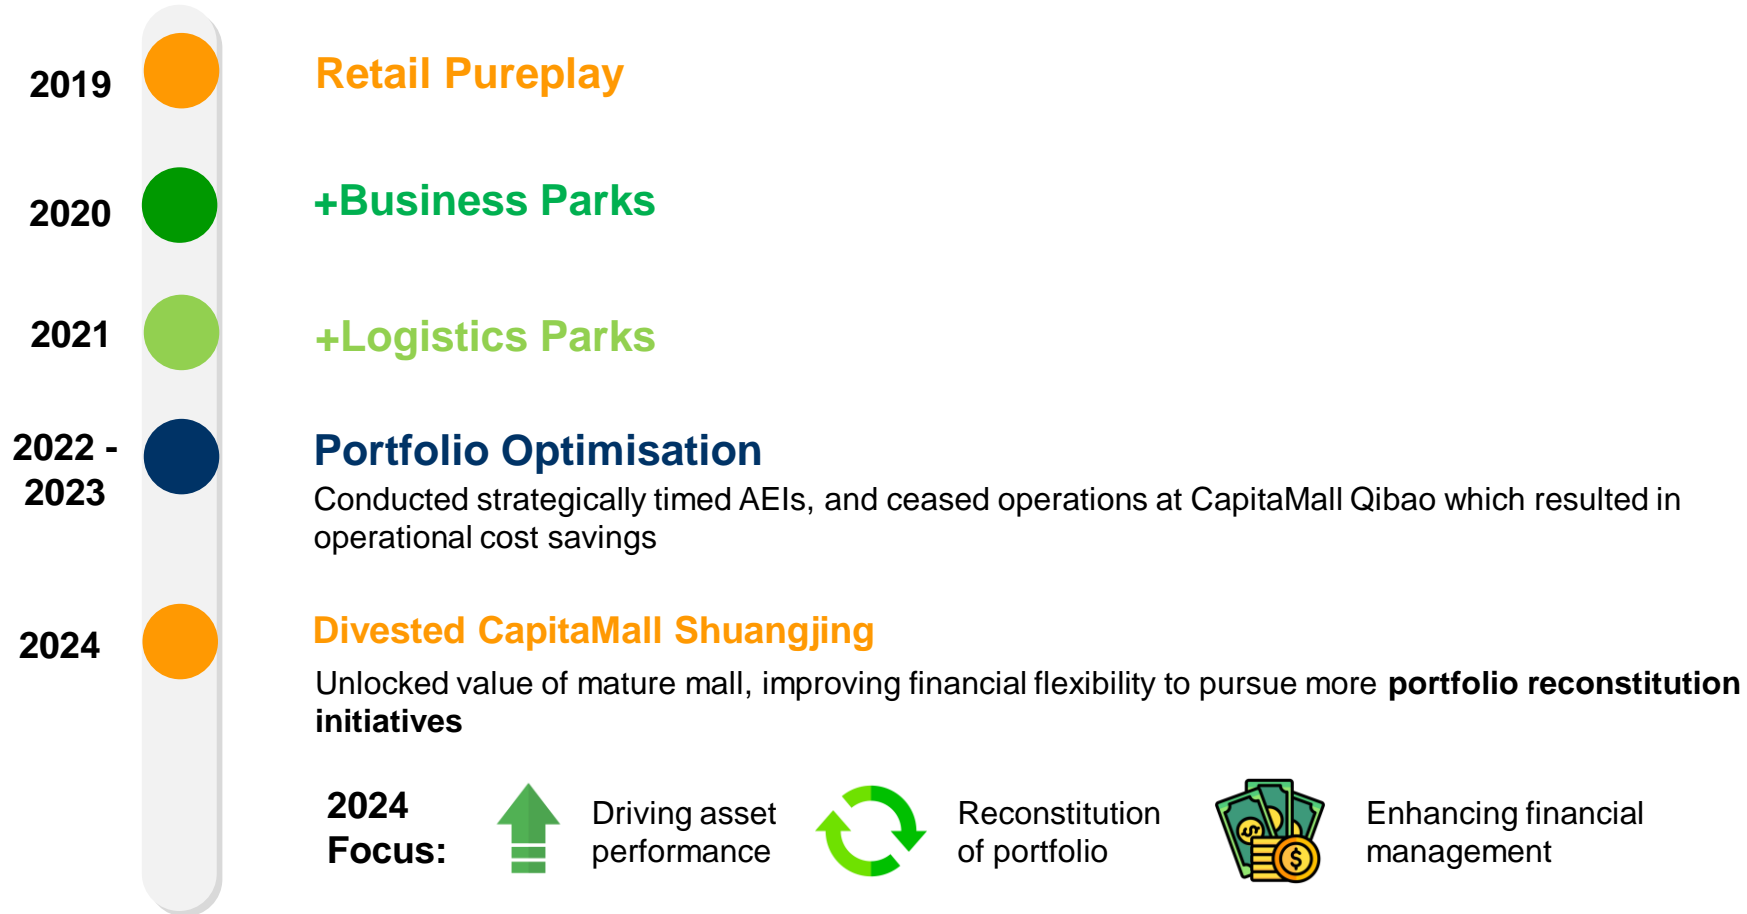 2019
Retail Pureplay
2020
+Business Parks
2021
+Logistics Parks
2022 -
2023
Portfolio Optimisation
Conducted strategically timed AEIs, and ceased operations at CapitaMall Qibao which resulted in
operational cost savings
2024
Divested CapitaMall Shuangjing
Unlocked value of mature mall, improving financial flexibility to pursue more portfolio reconstitution
initiatives
2024
Focus:
Driving asset
performance
Reconstitution
of portfolio
Enhancing financial
management